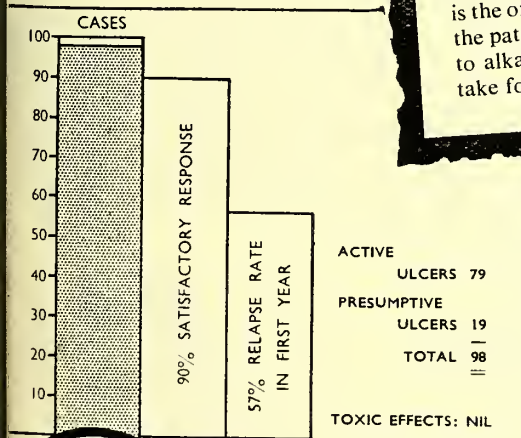 is the o
the pat
to alka
take fo
CASES
100
90
80
70
60
50
40
30
20
10
90% SATISFACTORY RESPONSE
57% RELAPSE RATE
IN FIRST YEAR
ACTIVE
ULCERS 79
PRESUMPTIVE
ULCERS 19
TOTAL 98
TOXIC EFFECTS: NIL